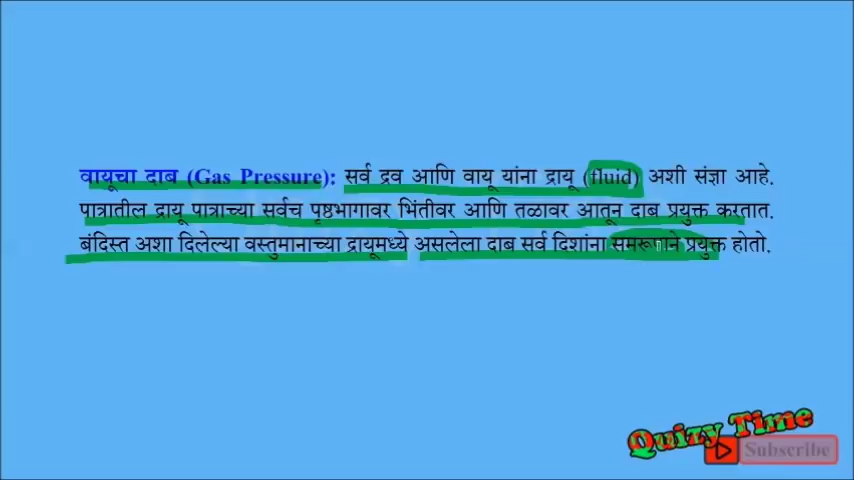 वायूचा दाब (Gas Pressure): सर्व द्रव आणि वायू यांना द्रायू (fluid) अशी संज्ञा आहे.
पात्रातील द्रायू पात्राच्या सर्वच पृष्ठभागावर भिंतीवर आणि तळावर आतून दाब प्रयुक्त करतात.
बंदिस्त अशा दिलेल्या वस्तुमानाच्या द्रायूमध्ये असलेला दाब सर्व दिशांना समरूपाने प्रयुक्त होतो.
Quizy Time
Subscribe